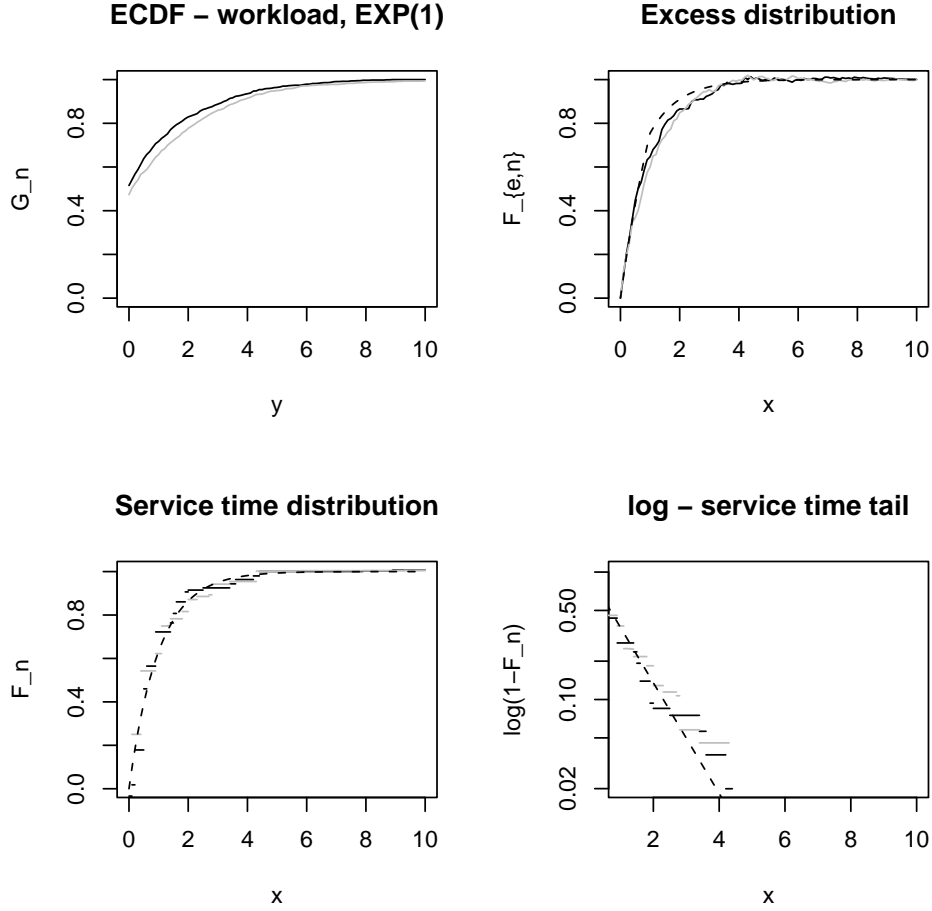 ECDF – workload, EXP(1)
G_n
0.0 0.4 0.8
0 2 4 6 8 10
y
Excess distribution
F_{e,n}
0.0 0.4 0.8
0 2 4 6 8 10
x
Service time distribution
F_n
0.0 0.4 0.8
0 2 4 6 8 10
x
log – service time tail
log(1–F_n)
0.02 0.10 0.50
2 4 6 8 10
x